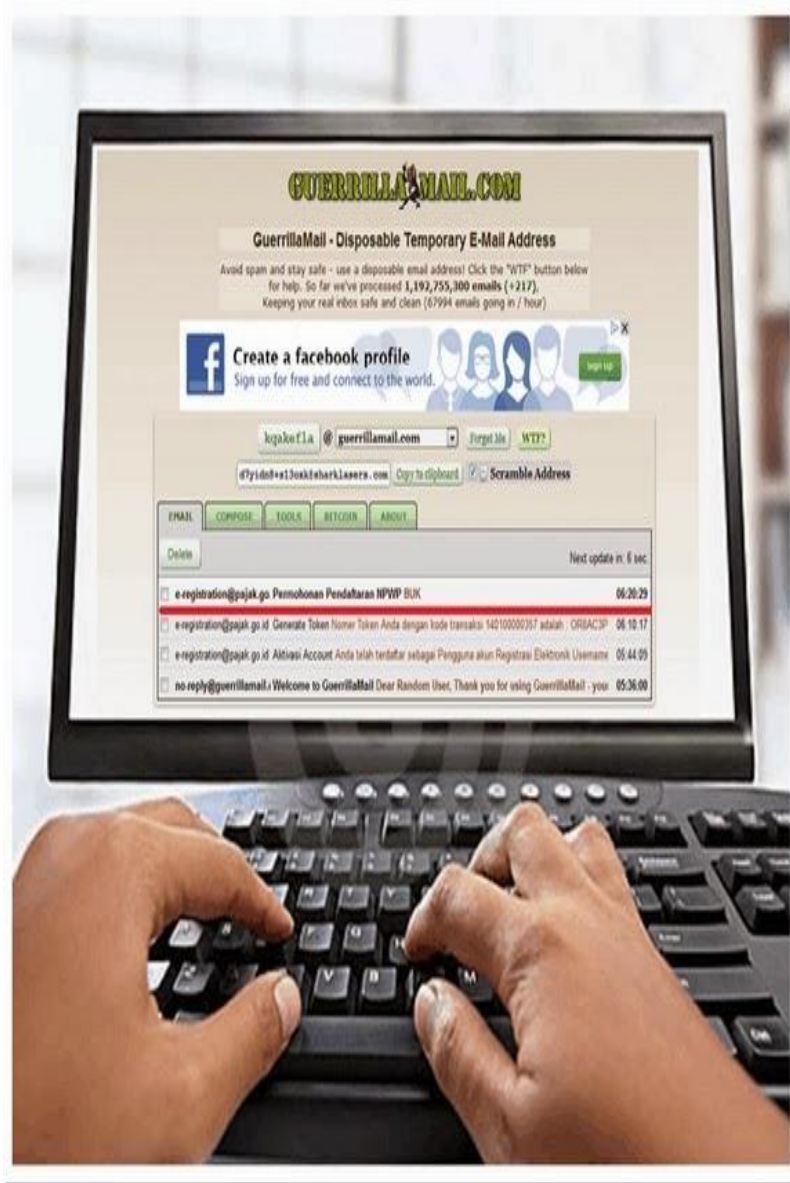 GUERRILLA MAIL.COM
GuerrillaMail - Disposable Temporary E-Mail Address
Avoid spam and stay safe - use a disposable email address! Click the "WTF" button below
for help. So far we've processed 1,192,755,300 emails (+217),
Keeping your real inbox safe and clean (67994 emails going in / hour)
f Create a facebook profile
Sign up for free and connect to the world.
Sign up
kqakefla @ guerrillamail.com Forget Me WTF?
Copy to clipboard Scramble Address
EMAIL COMPOSE TOOLS BITCOIN ABOUT
Delete Next update in: 6 sec
e-registration@pajak.go Permohonan Pendaftaran NPWP BUK 06:20:29
e-registration@pajak.go.id Generate Token Nomer Token Anda dengan kode transaksi 140100000357 adalah : OR8AC3P 06:10:17
e-registration@pajak.go.id Aktivasi Account Anda telah terdaftar sebagai Pengguna akun Registrasi Elektronik Username 05:44:09
no-reply@guerrillamail.c Welcome to GuerrillaMail Dear Random User, Thank you for using GuerrillaMail - your 05:36:00
V B M